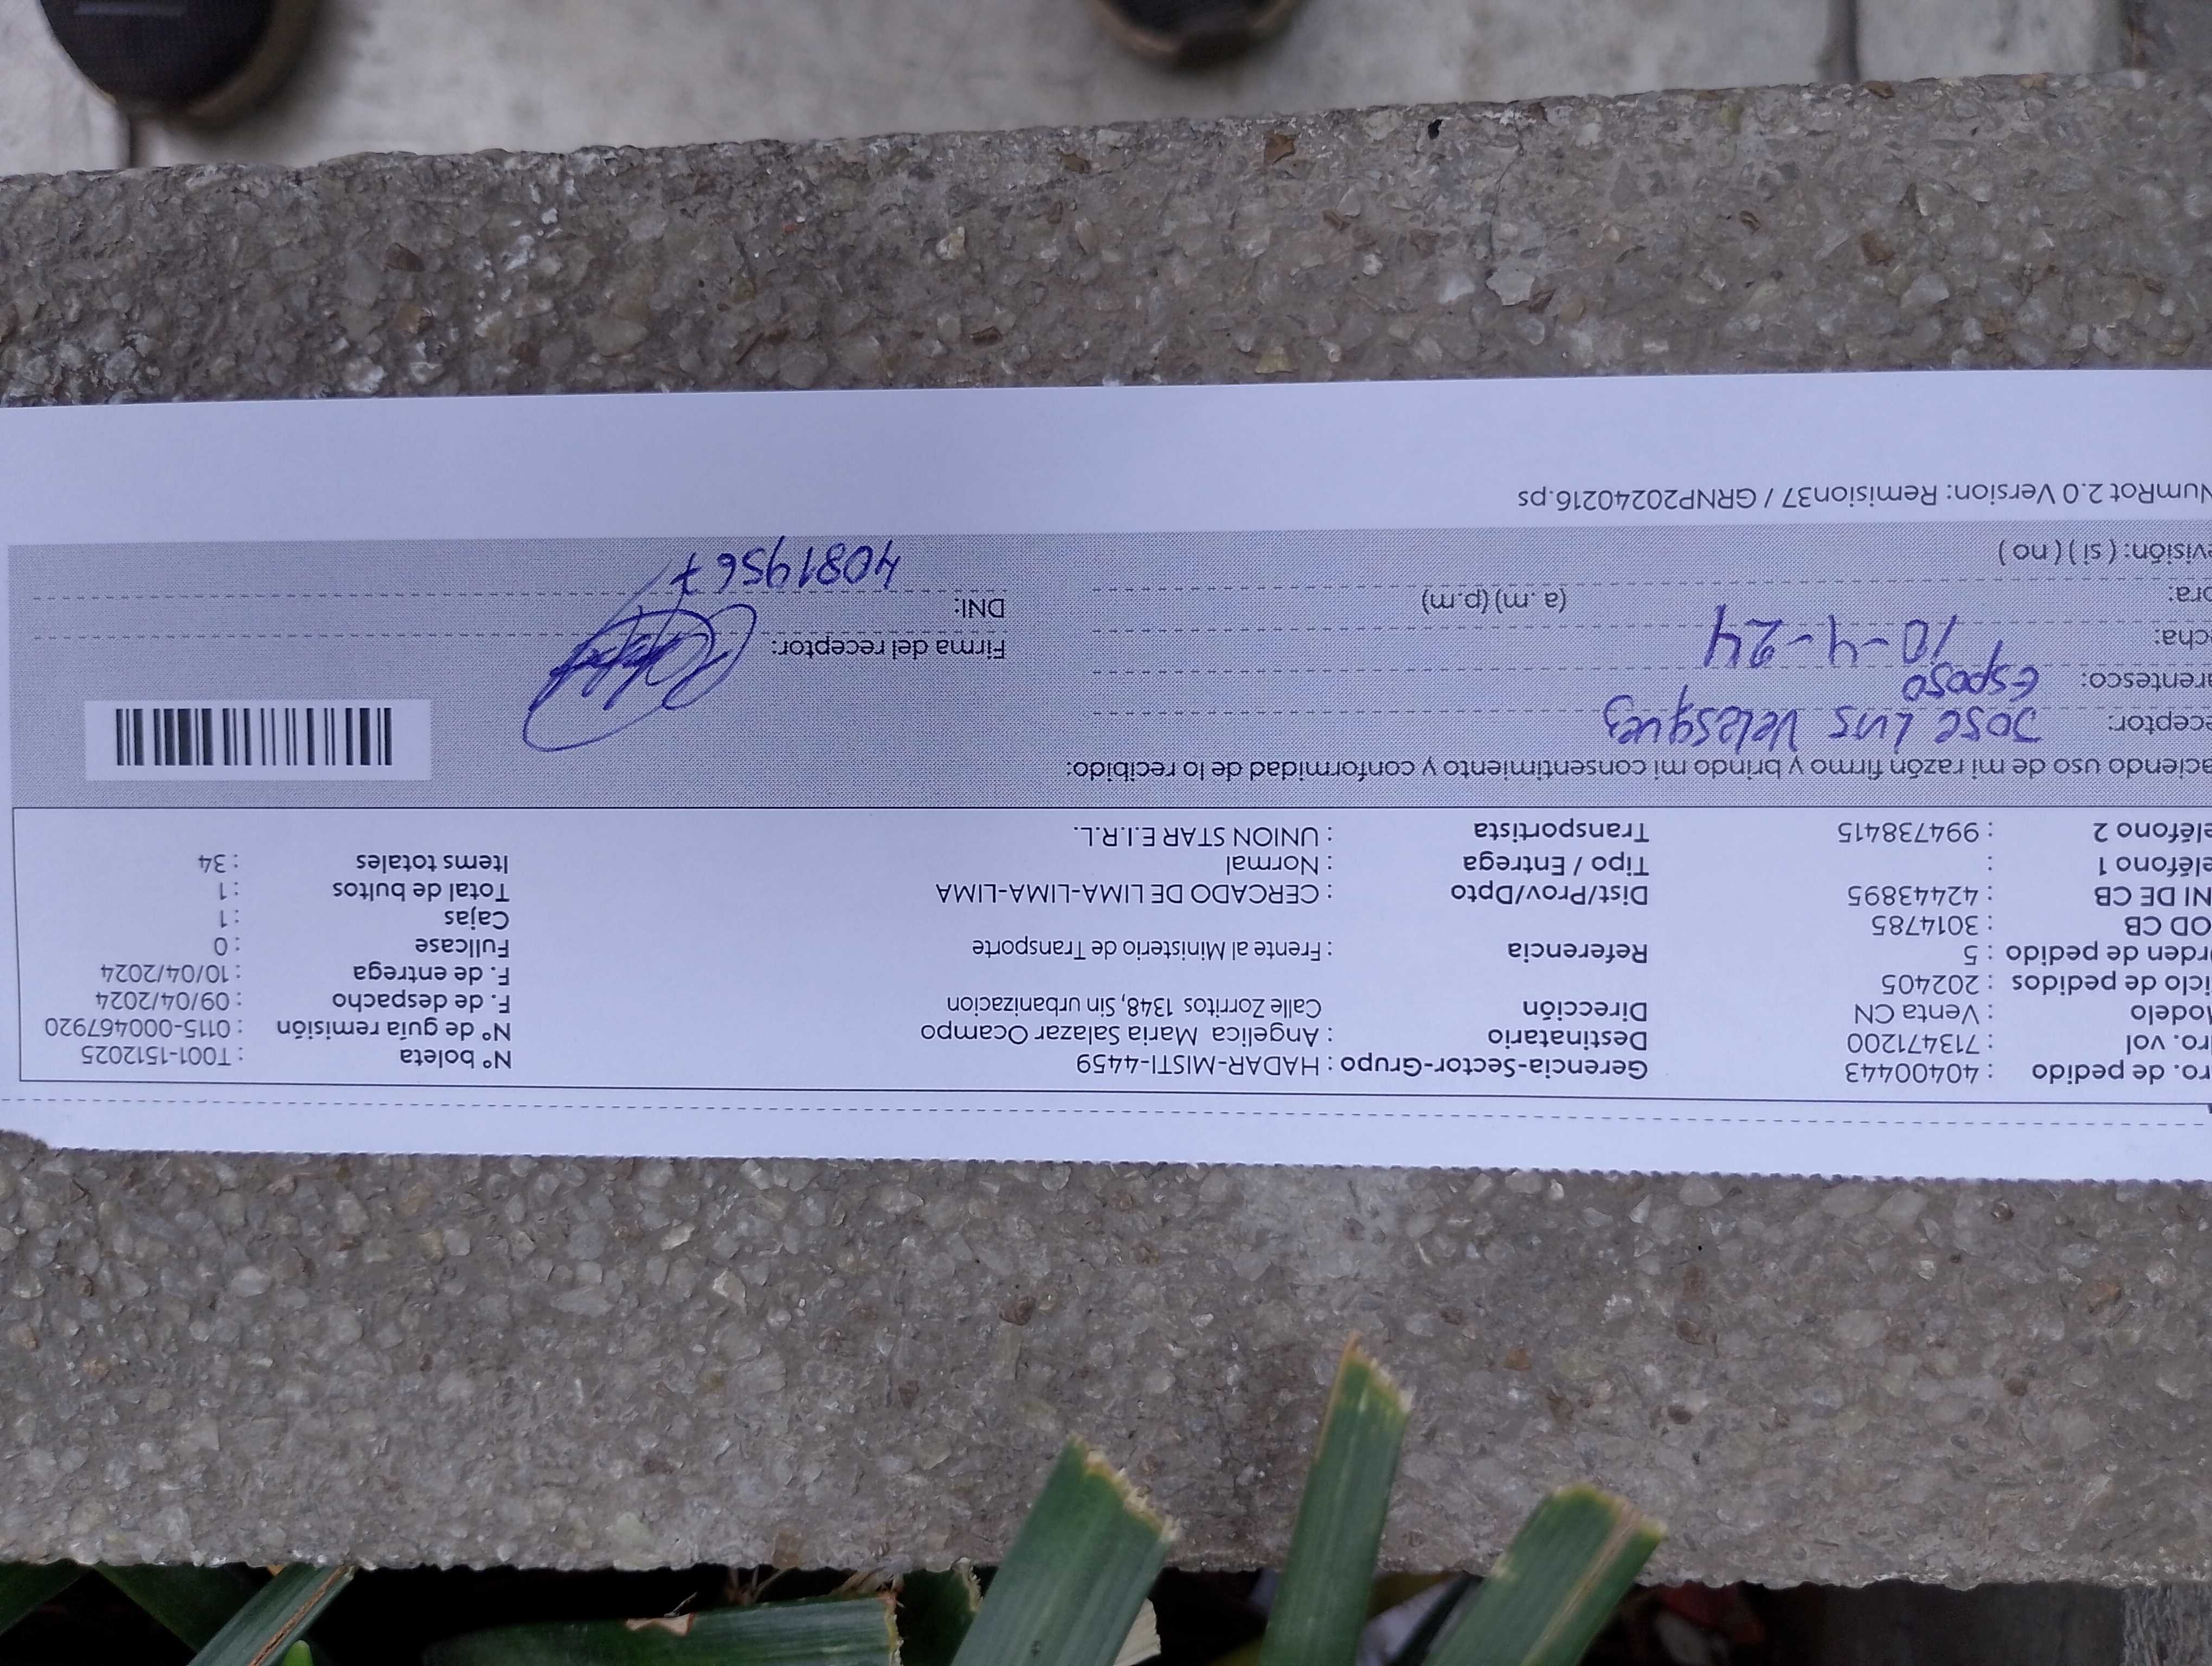 ro. de pedido : 40400443 Gerencia-Sector-Grupo : HADAR-MISTI-4459 Nº boleta : T001-1512025
ro. vol : 713471200 Destinatario : Angelica Maria Salazar Ocampo Nº de guía remisión : 0115-000467920
Modelo : Venta CN Dirección Calle Zorritos 1348, Sin urbanizacion F. de despacho : 09/04/2024
iclo de pedidos : 202405 F. de entrega : 10/04/2024
rden de pedido : 5 Referencia : Frente al Ministerio de Transporte Fullcase : 0
OD CB : 3014785 Cajas : 1
NI DE CB : 42443895 Dist/Prov/Dpto : CERCADO DE LIMA-LIMA-LIMA Total de bultos : 1
eléfono 1 : Tipo / Entrega : Normal Items totales : 34
eléfono 2 : 994738415 Transportista : UNION STAR E.I.R.L.
aciendo uso de mi razón firmo y brindo mi consentimiento y conformidad de lo recibido:
eceptor: JOSE LUIS Velasquez
arentesco: Esposo
cha: 10-4-24 Firma del receptor:
ora: (a.m) (p.m) DNI: 40819567
evisión: ( si ) ( no )
NumRot 2.0 Version: Remision37 / GRNP20240216.ps